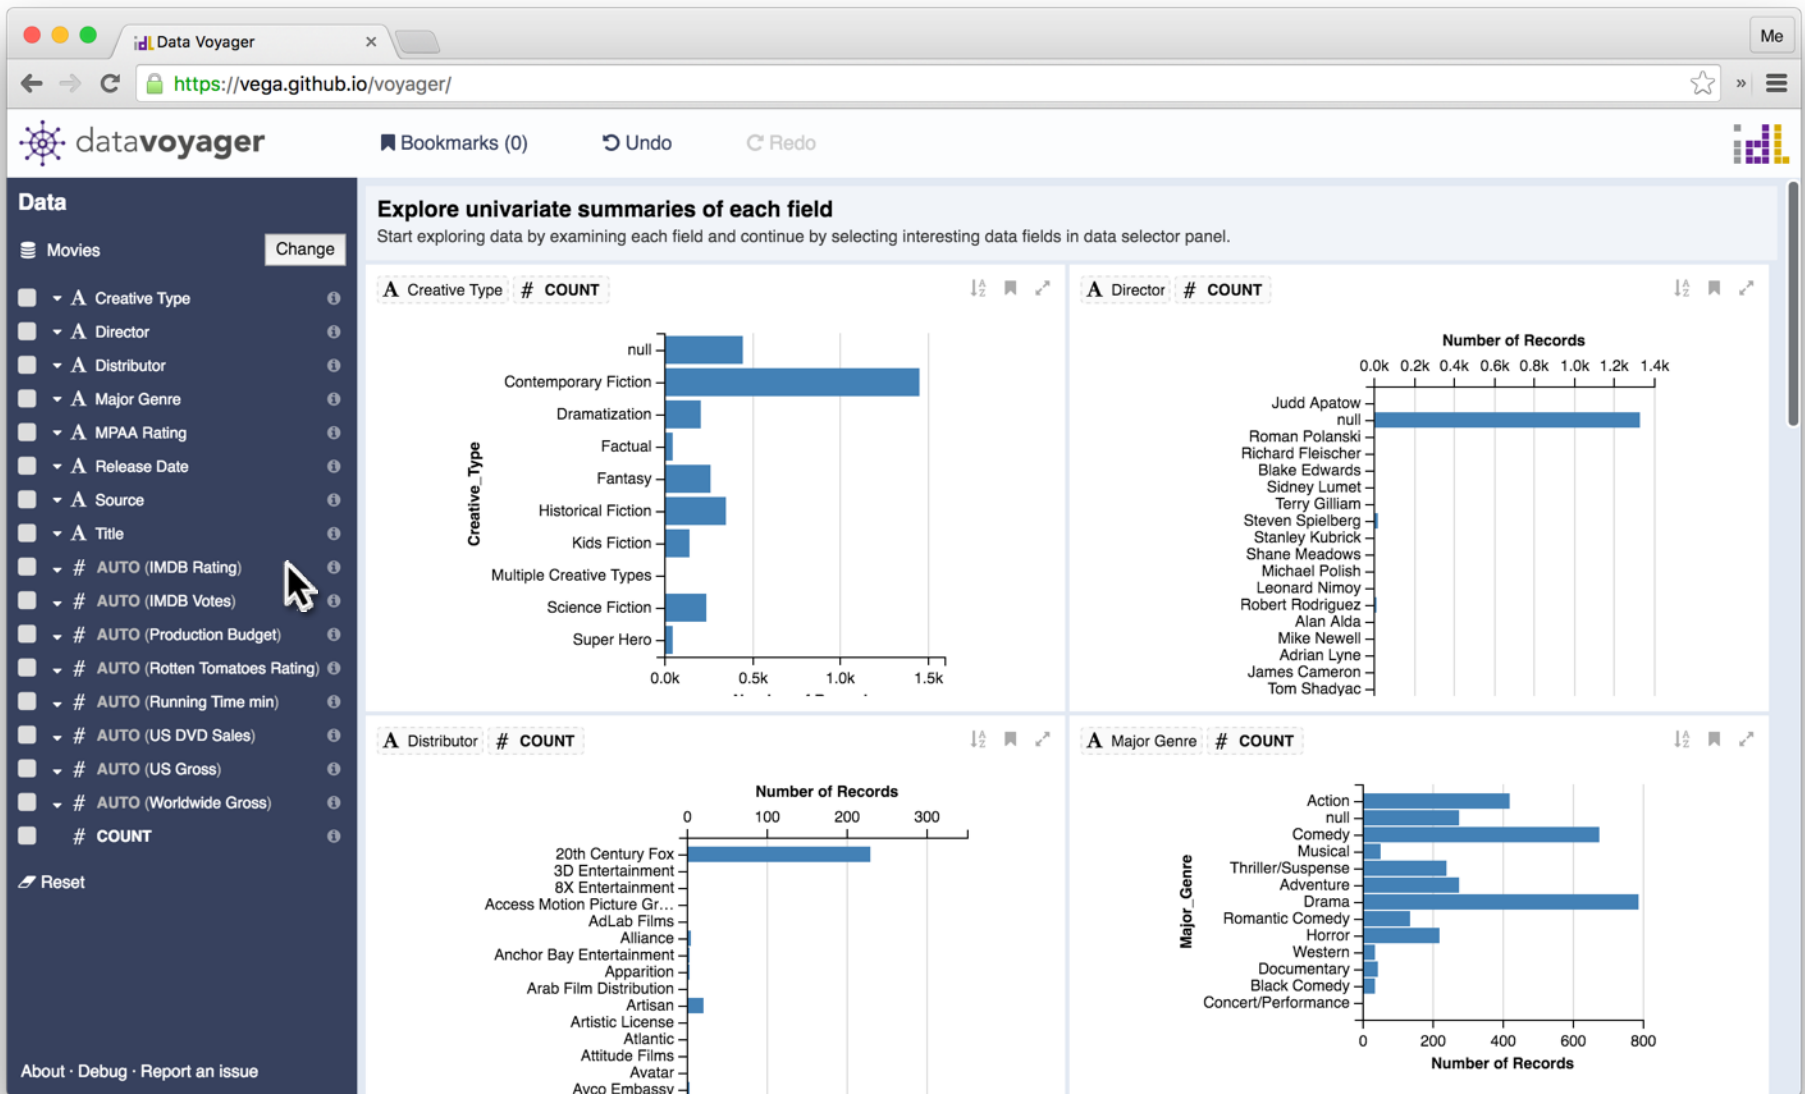 Data Voyager
Me
https://vega.github.io/voyager/
datavoyager
Bookmarks (0)
Undo
Redo
idl
Data
Movies
Change
A Creative Type
A Director
A Distributor
A Major Genre
A MPAA Rating
A Release Date
A Source
A Title
# AUTO (IMDB Rating)
# AUTO (IMDB Votes)
# AUTO (Production Budget)
# AUTO (Rotten Tomatoes Rating)
# AUTO (Running Time min)
# AUTO (US DVD Sales)
# AUTO (US Gross)
# AUTO (Worldwide Gross)
# COUNT
Reset
About · Debug · Report an issue
Explore univariate summaries of each field
Start exploring data by examining each field and continue by selecting interesting data fields in data selector panel.
A Creative Type # COUNT
Creative_Type
null
Contemporary Fiction
Dramatization
Factual
Fantasy
Historical Fiction
Kids Fiction
Multiple Creative Types
Science Fiction
Super Hero
0.0k 0.5k 1.0k 1.5k
A Director # COUNT
Number of Records
0.0k 0.2k 0.4k 0.6k 0.8k 1.0k 1.2k 1.4k
Judd Apatow
null
Roman Polanski
Richard Fleischer
Blake Edwards
Sidney Lumet
Terry Gilliam
Steven Spielberg
Stanley Kubrick
Shane Meadows
Michael Polish
Leonard Nimoy
Robert Rodriguez
Alan Alda
Mike Newell
Adrian Lyne
James Cameron
Tom Shadyac
A Distributor # COUNT
Number of Records
0 100 200 300
20th Century Fox
3D Entertainment
8X Entertainment
Access Motion Picture Gr...
AdLab Films
Alliance
Anchor Bay Entertainment
Apparition
Arab Film Distribution
Artisan
Artistic License
Atlantic
Attitude Films
Avatar
Avco Embassy
A Major Genre # COUNT
Major_Genre
Action
null
Comedy
Musical
Thriller/Suspense
Adventure
Drama
Romantic Comedy
Horror
Western
Documentary
Black Comedy
Concert/Performance
0 200 400 600 800
Number of Records